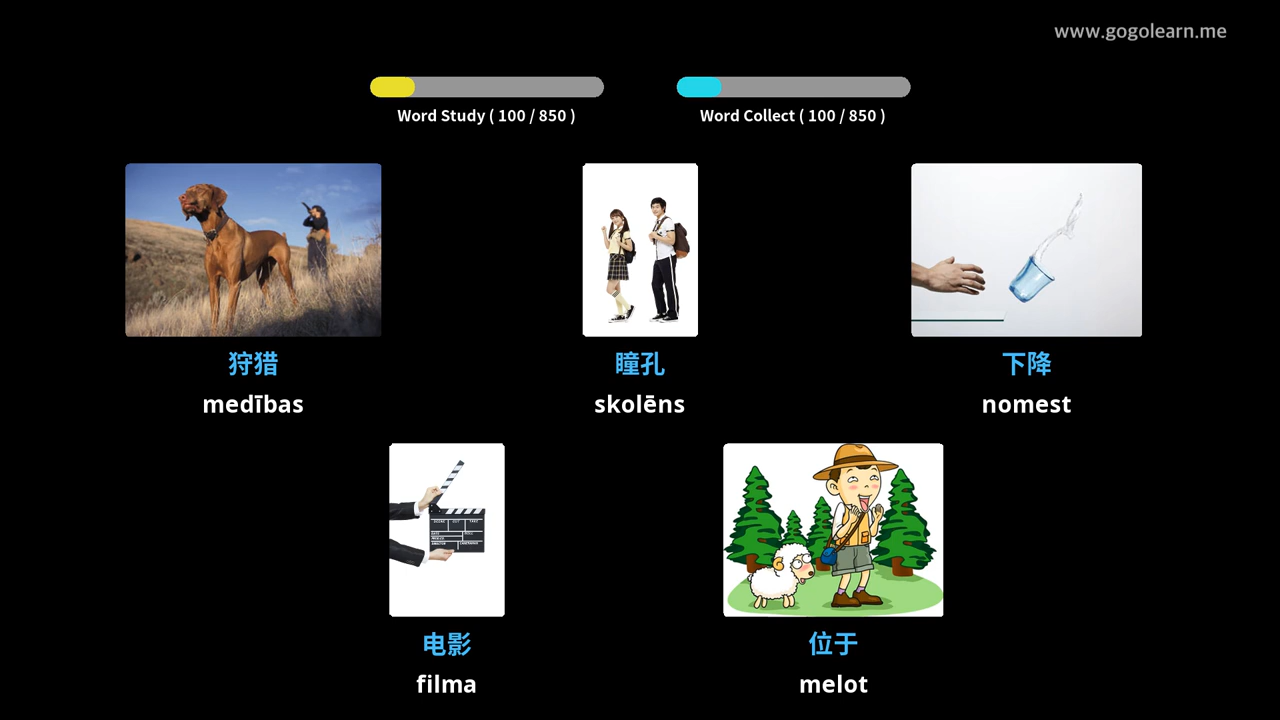 www.gogolearn.me
Word Study ( 100 / 850 )
Word Collect ( 100 / 850 )
狩猎
medības
瞳孔
skolēns
下降
nomest
电影
filma
位于
melot